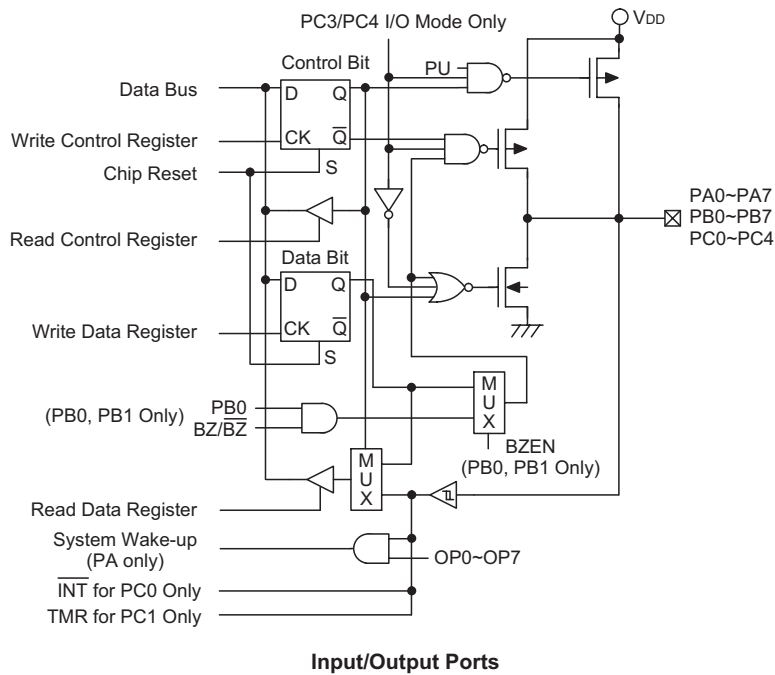 PC3/PC4 I/O Mode Only
VDD
Control Bit
PU
Data Bus
D
Q
Write Control Register
CK
Q̅
Chip Reset
S
PA0~PA7
PB0~PB7
PC0~PC4
Read Control Register
Data Bit
D
Q
Write Data Register
CK
Q̅
S
M
U
X
(PB0, PB1 Only)
PB0
BZ/B̅Z̅
BZEN
(PB0, PB1 Only)
M
U
X
Read Data Register
System Wake-up
(PA only)
OP0~OP7
I̅N̅T̅ for PC0 Only
TMR for PC1 Only
Input/Output Ports